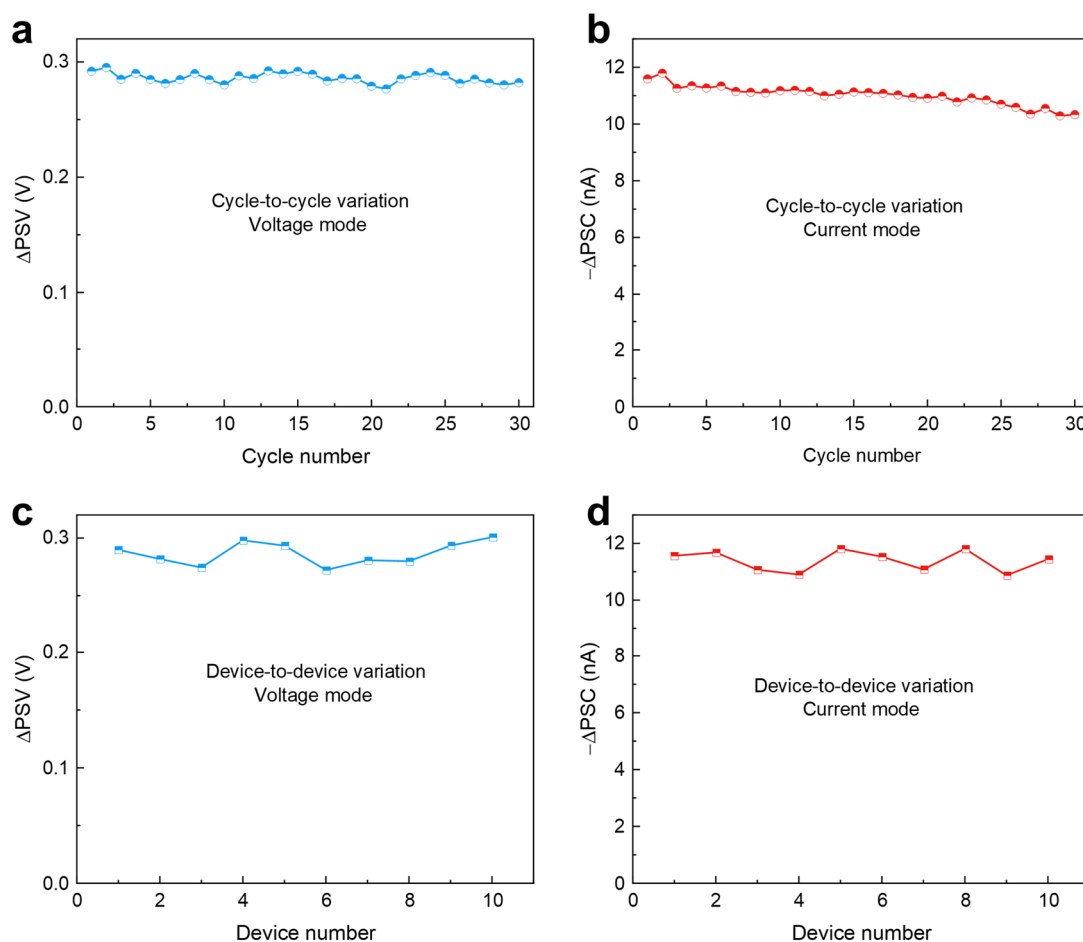 a
0.3
0.2
0.1
0.0
ΔPSV (V)
Cycle-to-cycle variation
Voltage mode
0 5 10 15 20 25 30
Cycle number
b
12
10
8
6
4
2
0
−ΔPSC (nA)
Cycle-to-cycle variation
Current mode
0 5 10 15 20 25 30
Cycle number
c
0.3
0.2
0.1
0.0
ΔPSV (V)
Device-to-device variation
Voltage mode
0 2 4 6 8 10
Device number
d
12
10
8
6
4
2
0
−ΔPSC (nA)
Device-to-device variation
Current mode
0 2 4 6 8 10
Device number